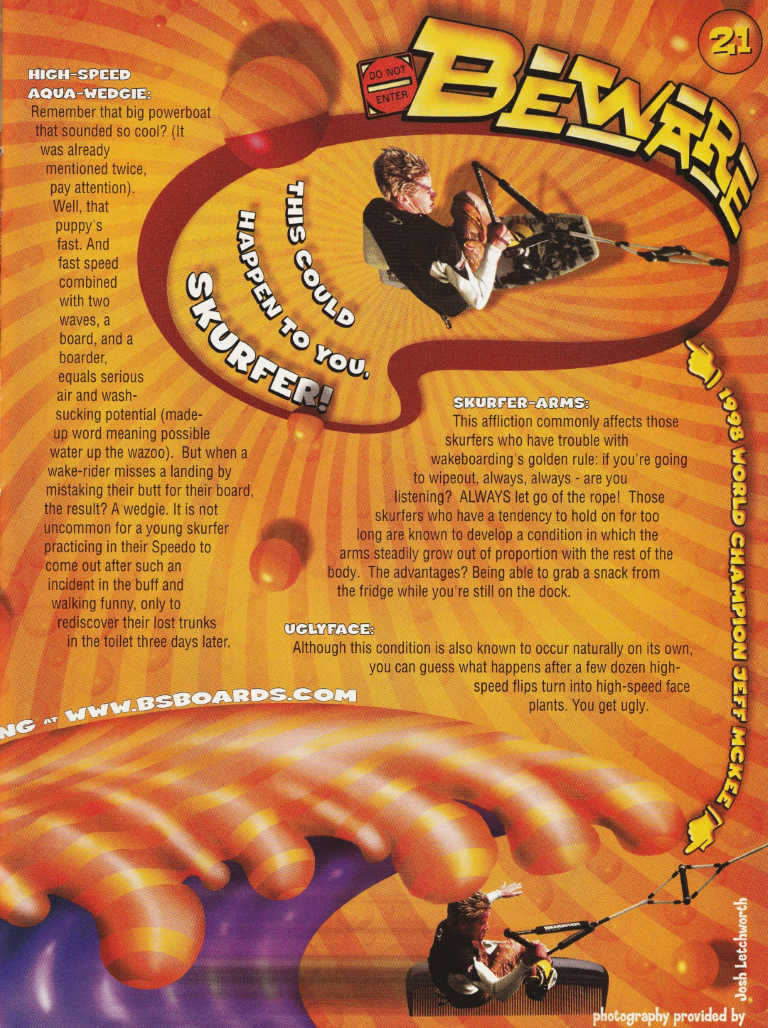 21
DO NOT
ENTER
BEWARE
HIGH-SPEED
AQUA-WEDGIE:
Remember that big powerboat
that sounded so cool? (It
was already
mentioned twice,
pay attention).
Well, that
puppy's
fast. And
fast speed
combined
with two
waves, a
board, and a
boarder,
equals serious
air and wash-
sucking potential (made-
up word meaning possible
water up the wazoo). But when a
wake-rider misses a landing by
mistaking their butt for their board,
the result? A wedgie. It is not
uncommon for a young skurfer
practicing in their Speedo to
come out after such an
incident in the buff and
walking funny, only to
rediscover their lost trunks
in the toilet three days later.
THIS COULD
HAPPEN TO YOU,
SKURFER!
SKURFER-ARMS:
This affliction commonly affects those
skurfers who have trouble with
wakeboarding's golden rule: if you're going
to wipeout, always, always - are you
listening? ALWAYS let go of the rope! Those
skurfers who have a tendency to hold on for too
long are known to develop a condition in which the
arms steadily grow out of proportion with the rest of the
body. The advantages? Being able to grab a snack from
the fridge while you're still on the dock.
UGLYFACE:
Although this condition is also known to occur naturally on its own,
you can guess what happens after a few dozen high-
speed flips turn into high-speed face
plants. You get ugly.
1998 WORLD CHAMPION JEFF MCKEE
NG AT WWW.BSBOARDS.COM
photography provided by
Josh Letchworth